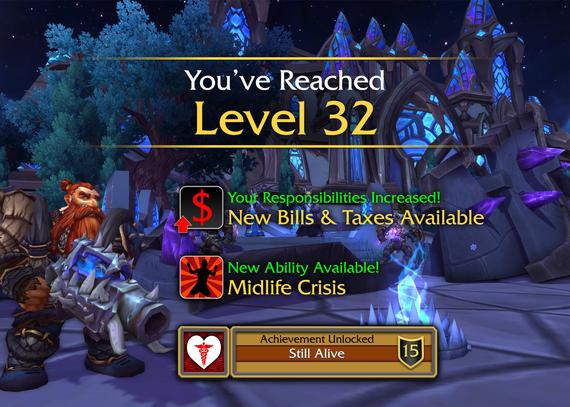 You've Reached
Level 32
$
Your Responsibilities Increased!
New Bills & Taxes Available
New Ability Available!
Midlife Crisis
Achievement Unlocked
Still Alive
15